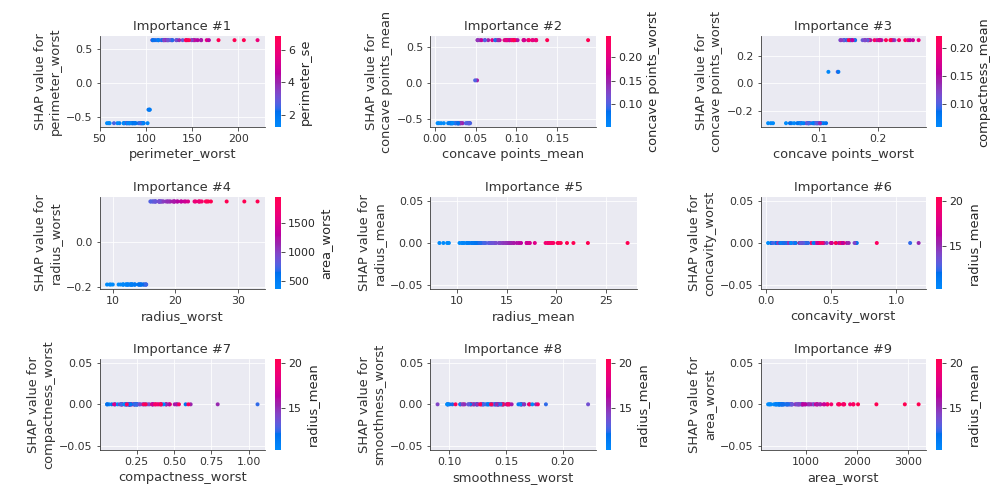 Importance #1
SHAP value for
perimeter_worst
0.5
0.0
−0.5
50
100
150
200
perimeter_worst
6
4
2
perimeter_se
Importance #2
SHAP value for
concave points_mean
0.5
0.0
−0.5
0.00
0.05
0.10
0.15
concave points_mean
0.20
0.15
0.10
concave points_worst
Importance #3
SHAP value for
concave points_worst
0.2
0.0
−0.2
0.1
0.2
concave points_worst
0.20
0.15
0.10
compactness_mean
Importance #4
SHAP value for
radius_worst
0.0
−0.2
10
20
30
radius_worst
1500
1000
500
area_worst
Importance #5
SHAP value for
radius_mean
0.05
0.00
−0.05
10
15
20
25
radius_mean
Importance #6
SHAP value for
concavity_worst
0.05
0.00
−0.05
0.0
0.5
1.0
concavity_worst
20
15
radius_mean
Importance #7
SHAP value for
compactness_worst
0.05
0.00
−0.05
0.25
0.50
0.75
1.00
compactness_worst
20
15
radius_mean
Importance #8
SHAP value for
smoothness_worst
0.05
0.00
−0.05
0.10
0.15
0.20
smoothness_worst
20
15
radius_mean
Importance #9
SHAP value for
area_worst
0.05
0.00
−0.05
1000
2000
3000
area_worst
20
15
radius_mean